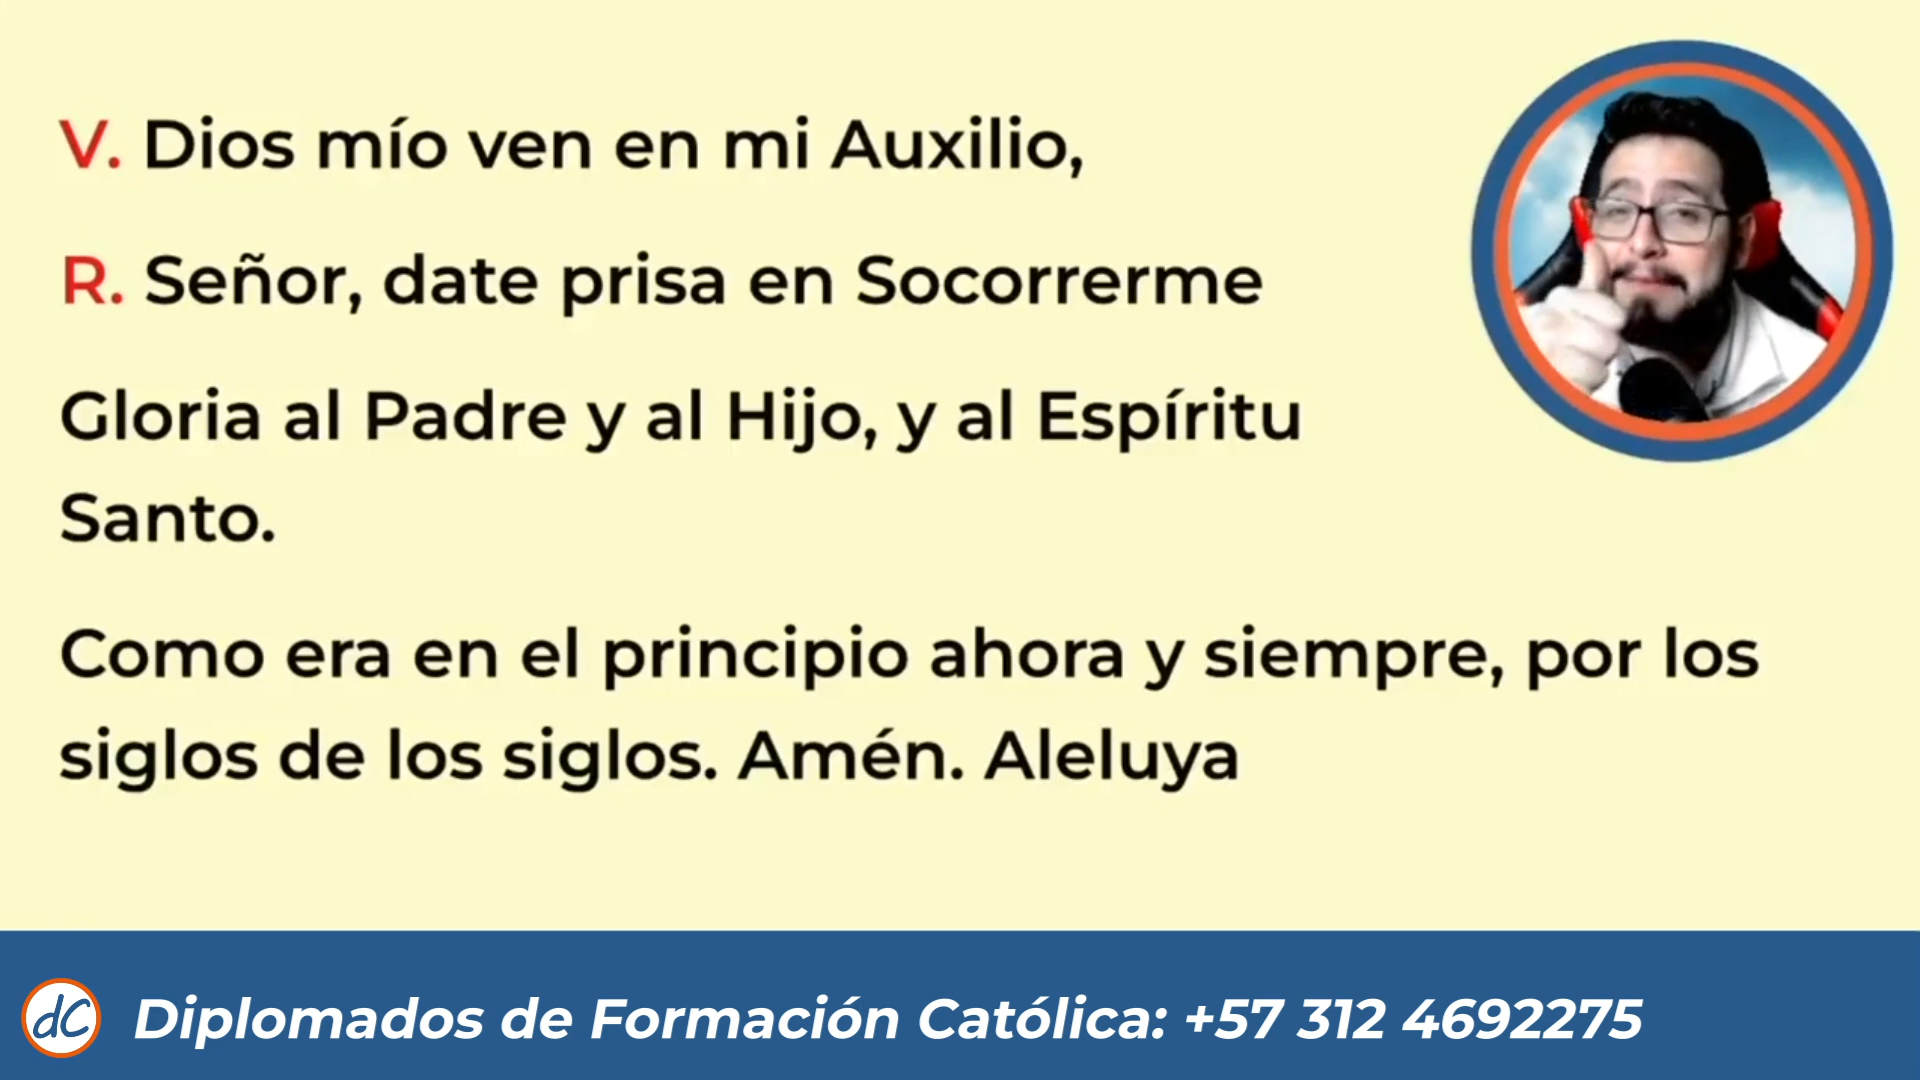 V. Dios mío ven en mi Auxilio,
R. Señor, date prisa en Socorrerme
Gloria al Padre y al Hijo, y al Espíritu
Santo.
Como era en el principio ahora y siempre, por los
siglos de los siglos. Amén. Aleluya
dC Diplomados de Formación Católica: +57 312 4692275